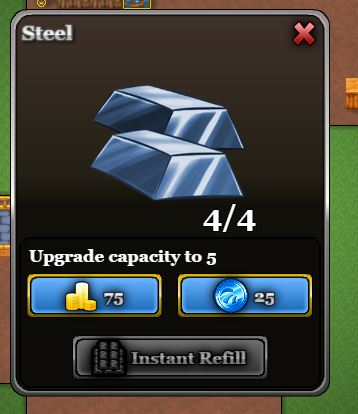 Steel
4/4
Upgrade capacity to 5
75 25
Instant Refill